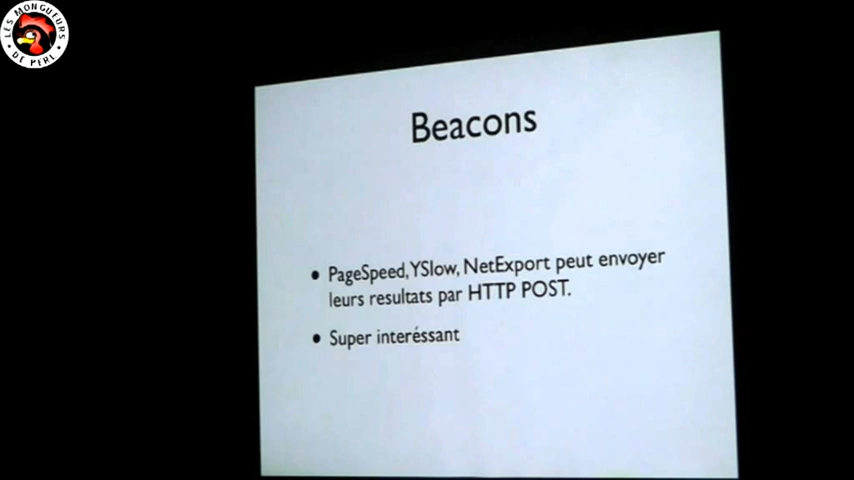 LES MONGUEURS
DE PERL
Beacons
• PageSpeed, YSlow, NetExport peut envoyer
leurs resultats par HTTP POST.
• Super interéssant